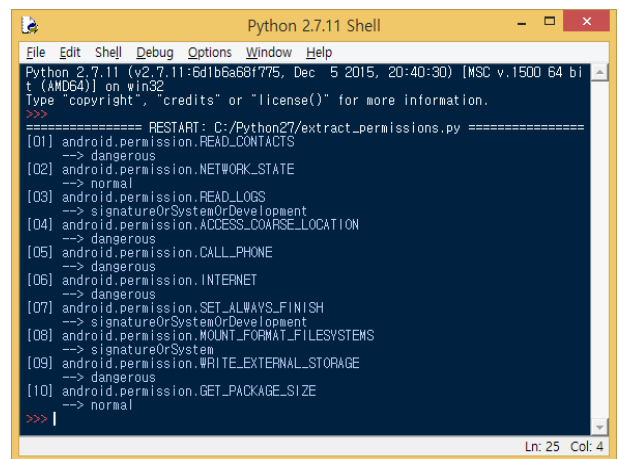 Python 2.7.11 Shell
File Edit Shell Debug Options Window Help
Python 2.7.11 (v2.7.11:6d1b6a68f775, Dec 5 2015, 20:40:30) [MSC v.1500 64 bi
t (AMD64)] on win32
Type "copyright", "credits" or "license()" for more information.
>>>
================ RESTART: C:/Python27/extract_permissions.py ================
[01] android.permission.READ_CONTACTS
--> dangerous
[02] android.permission.NETWORK_STATE
--> normal
[03] android.permission.READ_LOGS
--> signatureOrSystemOrDevelopment
[04] android.permission.ACCESS_COARSE_LOCATION
--> dangerous
[05] android.permission.CALL_PHONE
--> dangerous
[06] android.permission.INTERNET
--> dangerous
[07] android.permission.SET_ALWAYS_FINISH
--> signatureOrSystemOrDevelopment
[08] android.permission.MOUNT_FORMAT_FILESYSTEMS
--> signatureOrSystem
[09] android.permission.WRITE_EXTERNAL_STORAGE
--> dangerous
[10] android.permission.GET_PACKAGE_SIZE
--> normal
>>>
Ln: 25 Col: 4